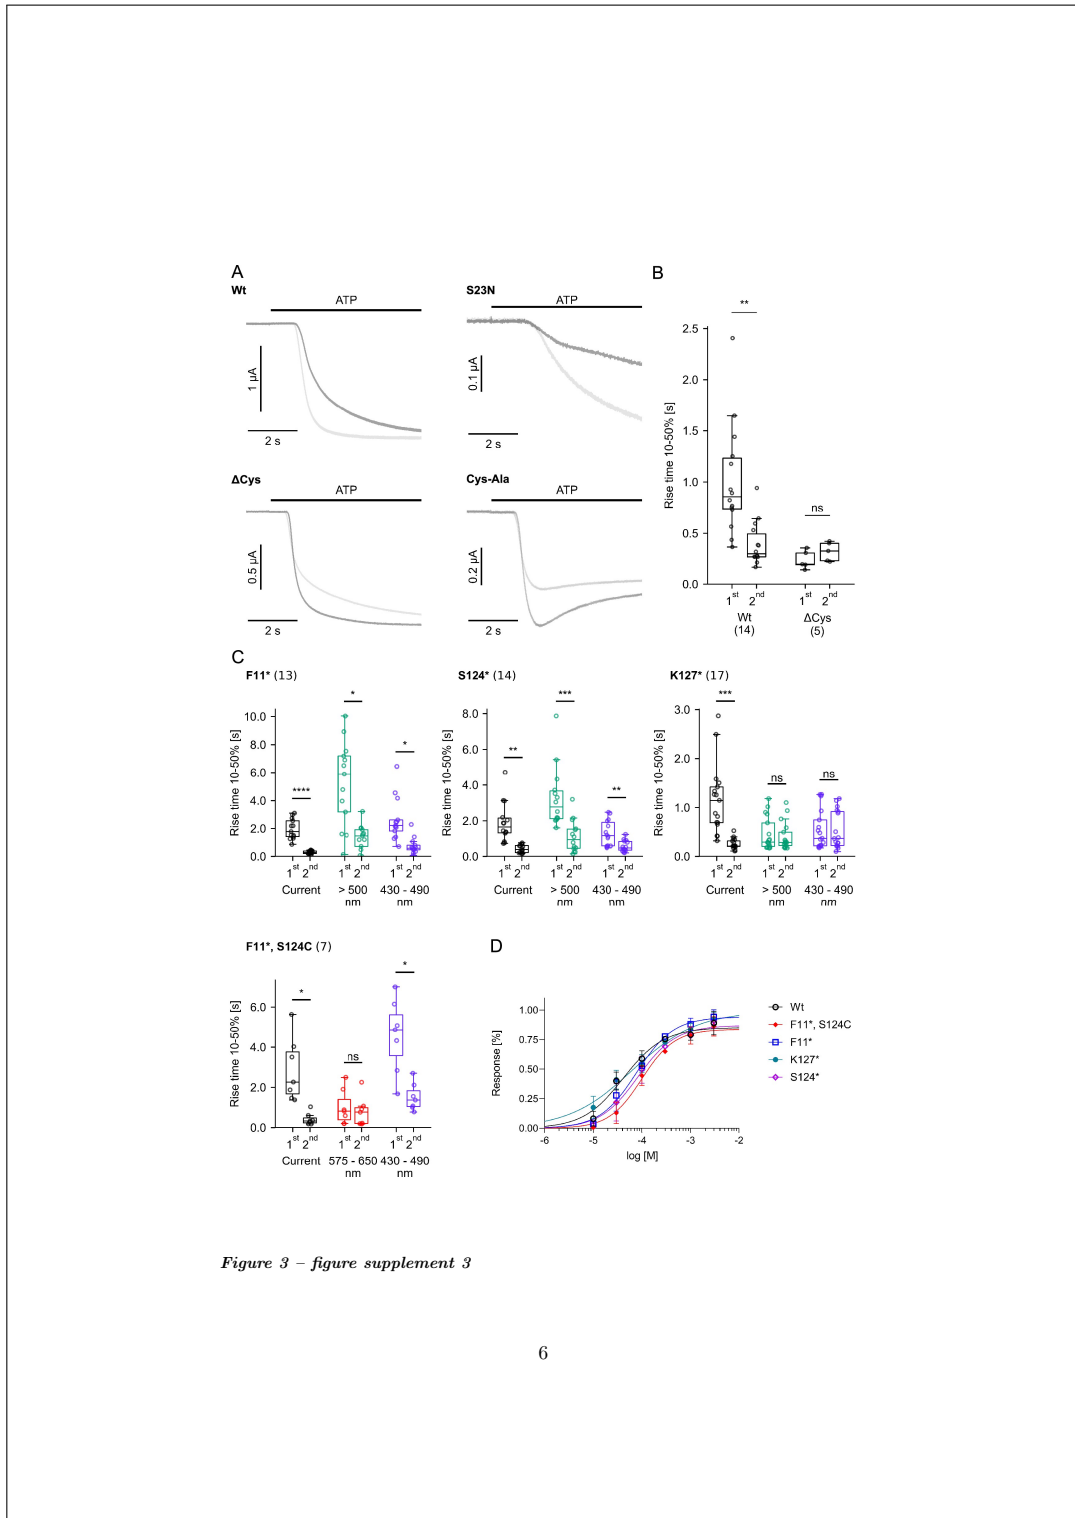 A
Wt
ATP
1 µA
2 s
S23N
ATP
0.1 µA
2 s
ΔCys
ATP
0.5 µA
2 s
Cys-Ala
ATP
0.2 µA
2 s
B
**
ns
2.5
2.0
1.5
1.0
0.5
0.0
Rise time 10-50% [s]
1st 2nd 1st 2nd
Wt ΔCys
(14) (5)
C
F11* (13)
**** * *
10.0
8.0
6.0
4.0
2.0
0.0
Rise time 10-50% [s]
1st 2nd 1st 2nd 1st 2nd
Current > 500 430 - 490
nm nm
S124* (14)
** *** **
8.0
6.0
4.0
2.0
0.0
Rise time 10-50% [s]
1st 2nd 1st 2nd 1st 2nd
Current > 500 430 - 490
nm nm
K127* (17)
*** ns ns
3.0
2.0
1.0
0.0
Rise time 10-50% [s]
1st 2nd 1st 2nd 1st 2nd
Current > 500 430 - 490
nm nm
F11*, S124C (7)
* ns *
6.0
4.0
2.0
0.0
Rise time 10-50% [s]
1st 2nd 1st 2nd 1st 2nd
Current 575 - 650 430 - 490
nm nm
D
1.00
0.75
0.50
0.25
0.00
Response [%]
-6 -5 -4 -3 -2
log [M]
Wt
F11*, S124C
F11*
K127*
S124*
Figure 3 – figure supplement 3
6